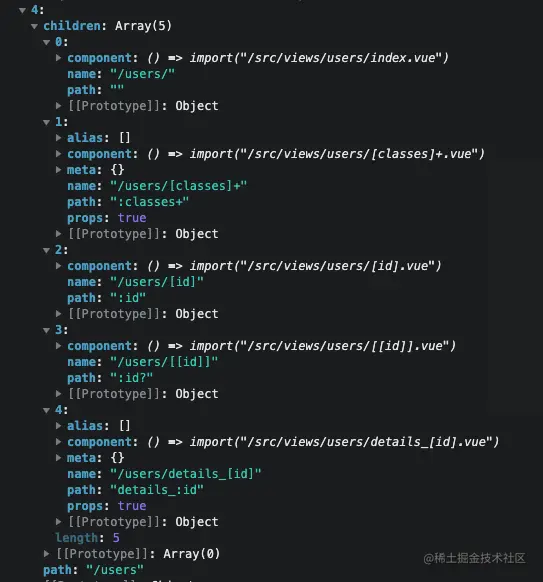 ▼ 4:
▼ children: Array(5)
▼ 0:
▶ component: () => import("/src/views/users/index.vue")
name: "/users/"
path: ""
▶ [[Prototype]]: Object
▼ 1:
▶ alias: []
▶ component: () => import("/src/views/users/[classes]+.vue")
▶ meta: {}
name: "/users/[classes]+"
path: ":classes+"
props: true
▶ [[Prototype]]: Object
▼ 2:
▶ component: () => import("/src/views/users/[id].vue")
name: "/users/[id]"
path: ":id"
▶ [[Prototype]]: Object
▼ 3:
▶ component: () => import("/src/views/users/[[id]].vue")
name: "/users/[[id]]"
path: ":id?"
▶ [[Prototype]]: Object
▼ 4:
▶ alias: []
▶ component: () => import("/src/views/users/details_[id].vue")
▶ meta: {}
name: "/users/details_[id]"
path: "details_:id"
props: true
▶ [[Prototype]]: Object
length: 5
▶ [[Prototype]]: Array(0)
path: "/users"
@稀土掘金技术社区